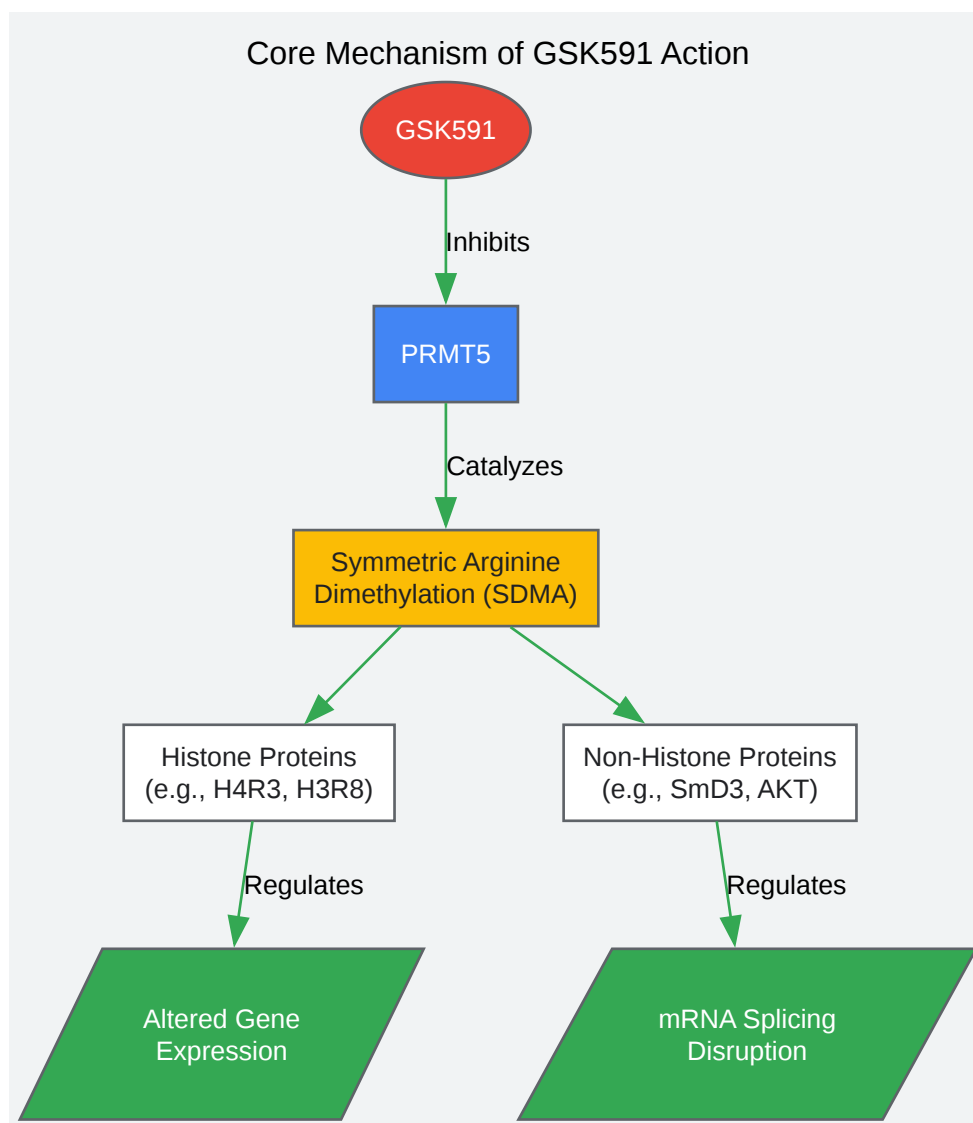 Core Mechanism of GSK591 Action
GSK591
Inhibits
PRMT5
Catalyzes
Symmetric Arginine
Dimethylation (SDMA)
Histone Proteins
(e.g., H4R3, H3R8)
Non-Histone Proteins
(e.g., SmD3, AKT)
Regulates
Regulates
Altered Gene
Expression
mRNA Splicing
Disruption